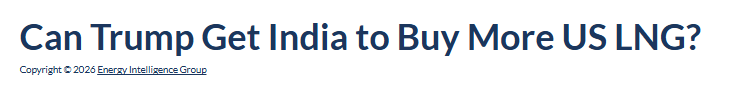 Can Trump Get India to Buy More US LNG?
Copyright © 2026 Energy Intelligence Group